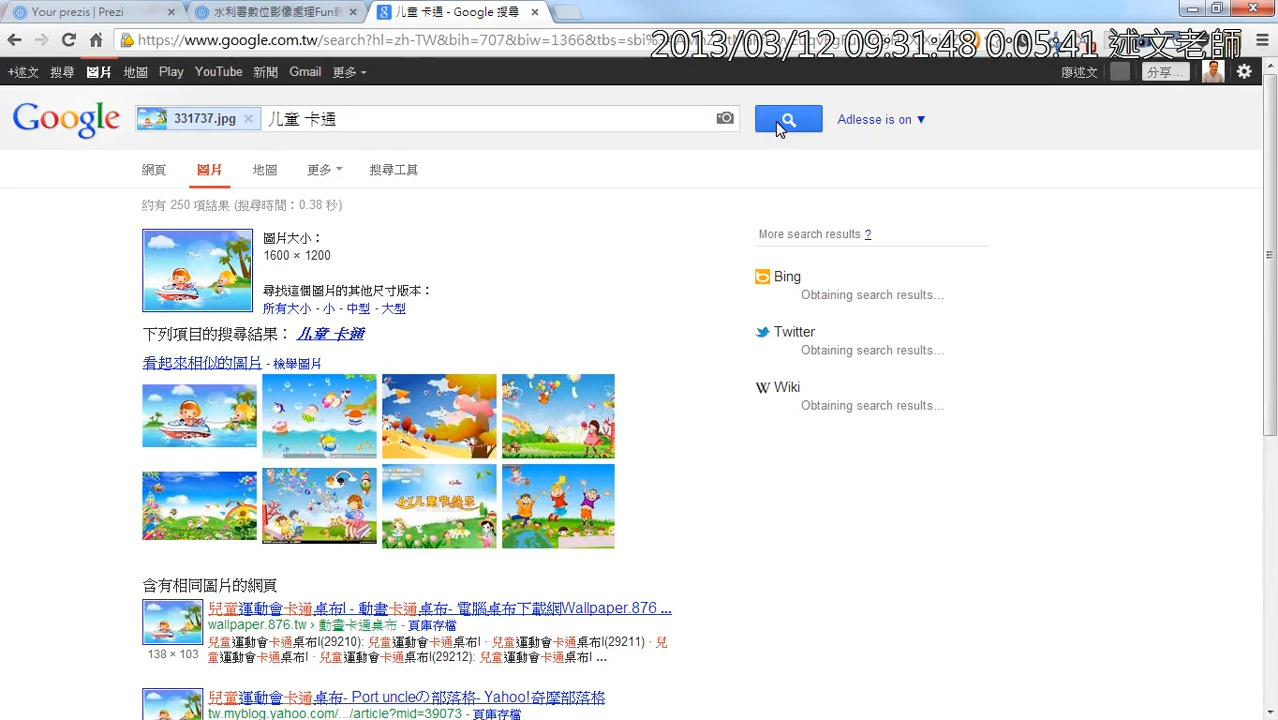 Your prezis | Prezi
水利署數位影像處理Fun
儿童 卡通 - Google 搜尋
https://www.google.com.tw/search?hl=zh-TW&bih=707&biw=1366&tbs=sbi
2013/03/12 09:31:48 0:05:41 述文老師
+述文 搜尋 圖片 地圖 Play YouTube 新聞 Gmail 更多
廖述文 分享…
Google 331737.jpg 儿童 卡通 Adlesse is on ▼
網頁 圖片 地圖 更多 搜尋工具
約有 250 項結果 (搜尋時間：0.38 秒)
圖片大小：
1600 × 1200
尋找這個圖片的其他尺寸版本：
所有大小 - 小 - 中型 - 大型
下列項目的搜尋結果： 儿童 卡通
看起來相似的圖片 - 檢舉圖片
More search results ?
Bing
Obtaining search results...
Twitter
Obtaining search results...
Wiki
Obtaining search results...
含有相同圖片的網頁
兒童運動會卡通桌布I - 動畫卡通桌布- 電腦桌布下載網Wallpaper.876 ...
wallpaper.876.tw › 動畫卡通桌布 - 頁庫存檔
兒童運動會卡通桌布I(29210): 兒童運動會卡通桌布I · 兒童運動會卡通桌布I(29211) · 兒
童運動會卡通桌布I · 兒童運動會卡通桌布I(29212): 兒童運動會卡通桌布I ...
138 × 103
兒童運動會卡通桌布- Port uncleの部落格- Yahoo!奇摩部落格
tw.myblog.yahoo.com/.../article?mid=39073 - 頁庫存檔